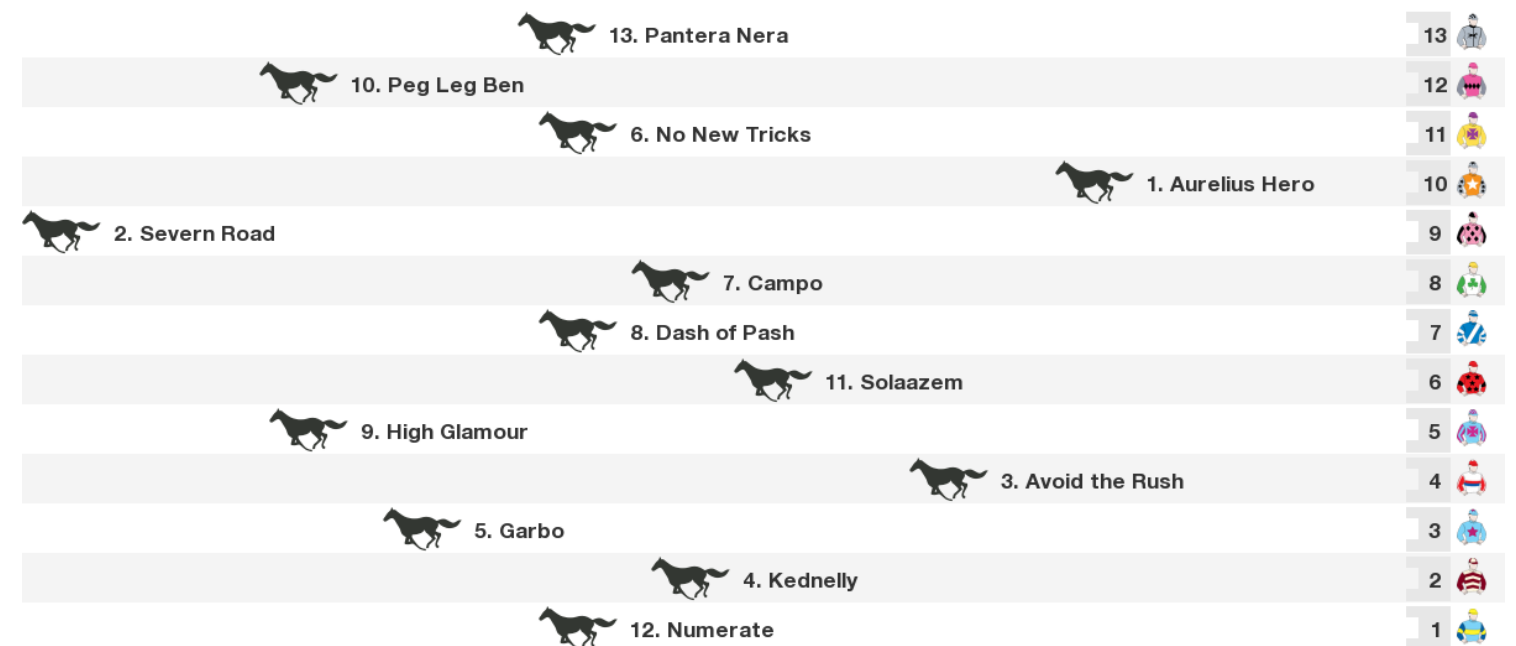 13. Pantera Nera 13
10. Peg Leg Ben 12
6. No New Tricks 11
1. Aurelius Hero 10
2. Severn Road 9
7. Campo 8
8. Dash of Pash 7
11. Solaazem 6
9. High Glamour 5
3. Avoid the Rush 4
5. Garbo 3
4. Kednelly 2
12. Numerate 1